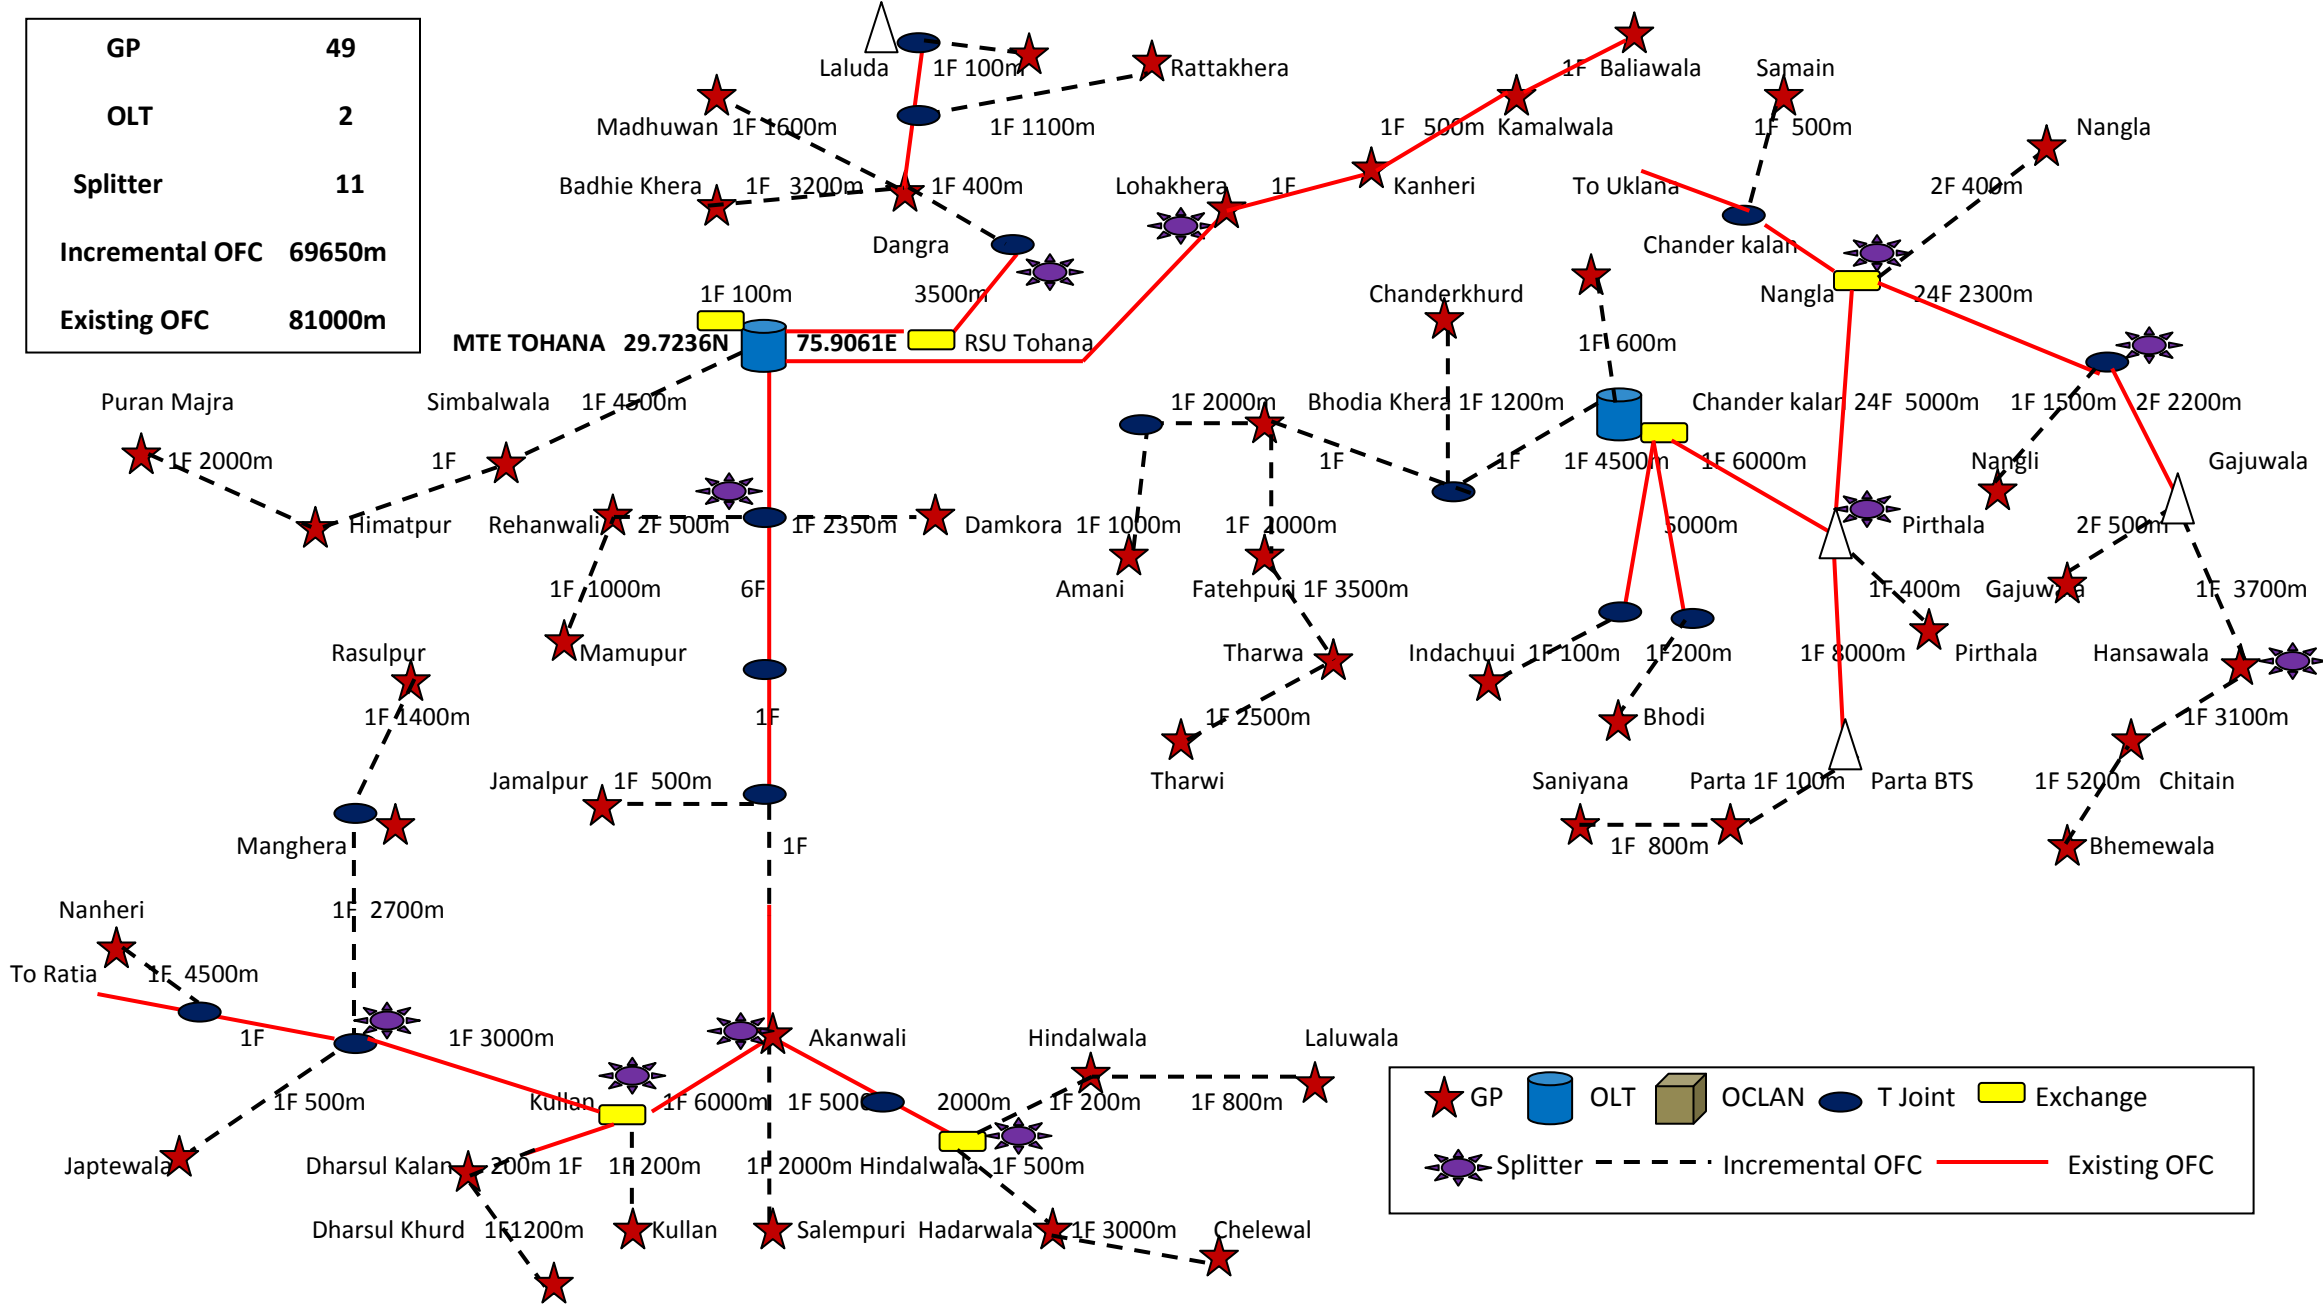 GP 49
OLT 2
Splitter 11
Incremental OFC 69650m
Existing OFC 81000m
Laluda 1F 100m Rattakhera 1F Baliawala Samain
Madhuwan 1F 1600m 1F 1100m 1F 500m Kamalwala 1F 500m Nangla
Badhie Khera 1F 3200m 1F 400m Lohakhera 1F Kanheri To Uklana 2F 400m
Dangra Chander kalan
1F 100m 3500m Chanderkhurd Nangla 24F 2300m
MTE TOHANA 29.7236N 75.9061E RSU Tohana 1F 600m
Puran Majra Simbalwala 1F 4500m 1F 2000m Bhodia Khera 1F 1200m Chander kalan 24F 5000m 1F 1500m 2F 2200m
1F 2000m 1F 1F 1F 1F 4500m 1F 6000m Nangli Gajuwala
Himatpur Rehanwali 2F 500m 1F 2350m Damkora 1F 1000m 1F 2000m 5000m Pirthala 2F 500m
1F 1000m 6F Amani Fatehpuri 1F 3500m 1F 400m Gajuwala 1F 3700m
Rasulpur Mamupur Tharwa Indachuui 1F 100m 1F 200m 1F 8000m Pirthala Hansawala
1F 1400m 1F 1F 2500m Bhodi 1F 3100m
Jamalpur 1F 500m Tharwi Saniyana Parta 1F 100m Parta BTS 1F 5200m Chitain
Manghera 1F 1F 800m Bhemewala
Nanheri 1F 2700m
To Ratia 1F 4500m
1F 1F 3000m Akanwali Hindalwala Laluwala
1F 500m Kullan 1F 6000m 1F 5000 2000m 1F 200m 1F 800m
Japtewala Dharsul Kalan 200m 1F 1F 200m 1F 2000m Hindalwala 1F 500m
Dharsul Khurd 1F1200m Kullan Salempuri Hadarwala 1F 3000m Chelewal
GP OLT OCLAN T Joint Exchange
Splitter Incremental OFC Existing OFC